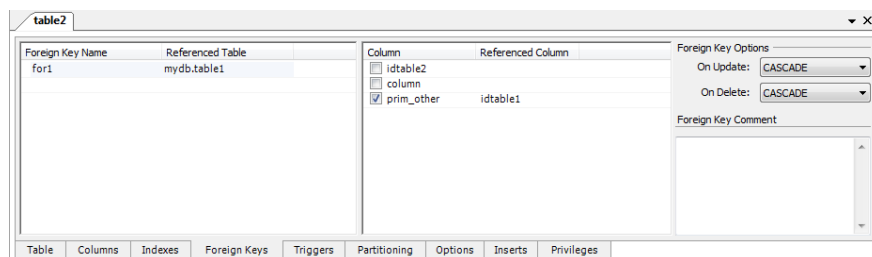 table2
Foreign Key Name Referenced Table
for1 mydb.table1
Column Referenced Column
idtable2
column
prim_other idtable1
Foreign Key Options
On Update: CASCADE
On Delete: CASCADE
Foreign Key Comment
Table Columns Indexes Foreign Keys Triggers Partitioning Options Inserts Privileges